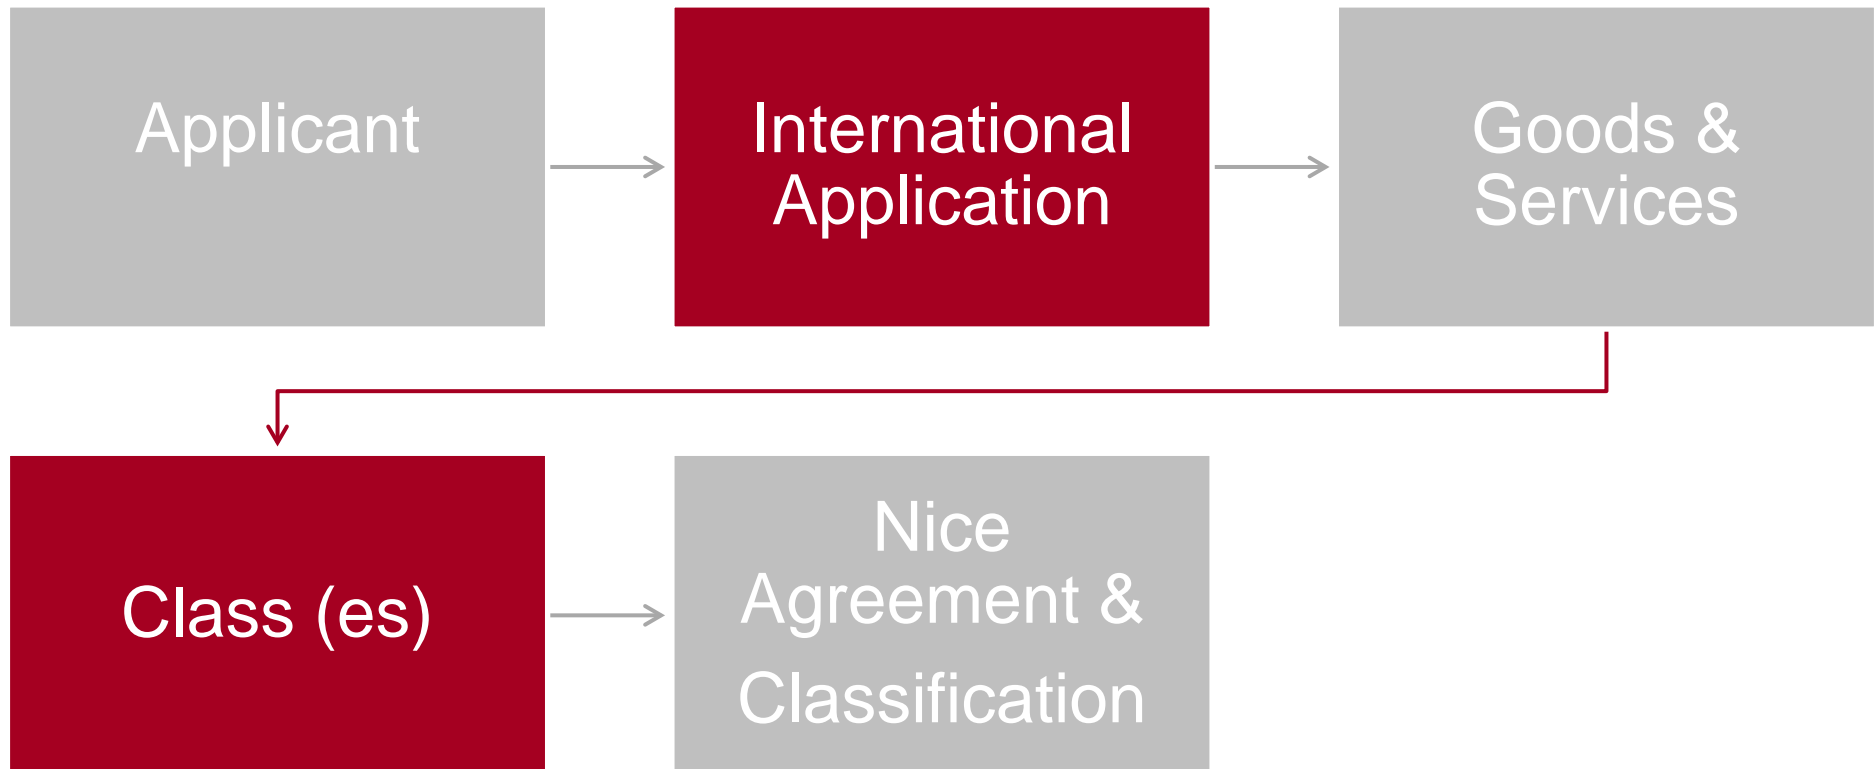 Applicant
International
Application
Goods &
Services
Class (es)
Nice
Agreement &
Classification